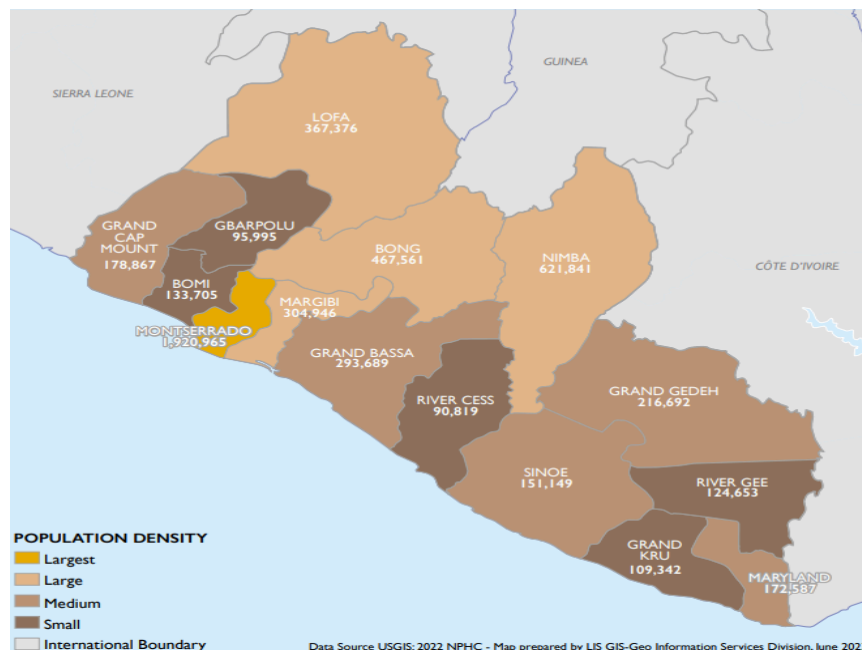 SIERRA LEONE
GUINEA
LOFA
367,376
GRAND
CAP
MOUNT
178,867
GBARPOLU
95,995
BONG
467,561
NIMBA
621,841
CÔTE D'IVOIRE
BOMI
133,705
MARGIBI
304,946
MONTSERRADO
1,920,965
GRAND BASSA
293,689
RIVER CESS
90,819
GRAND GEDEH
216,692
SINOE
151,149
RIVER GEE
124,653
GRAND
KRU
109,342
MARYLAND
172,587
POPULATION DENSITY
Largest
Large
Medium
Small
International Boundary
Data Source USGIS: 2022 NPHC - Map prepared by LIS GIS-Geo Information Services Division, June 202